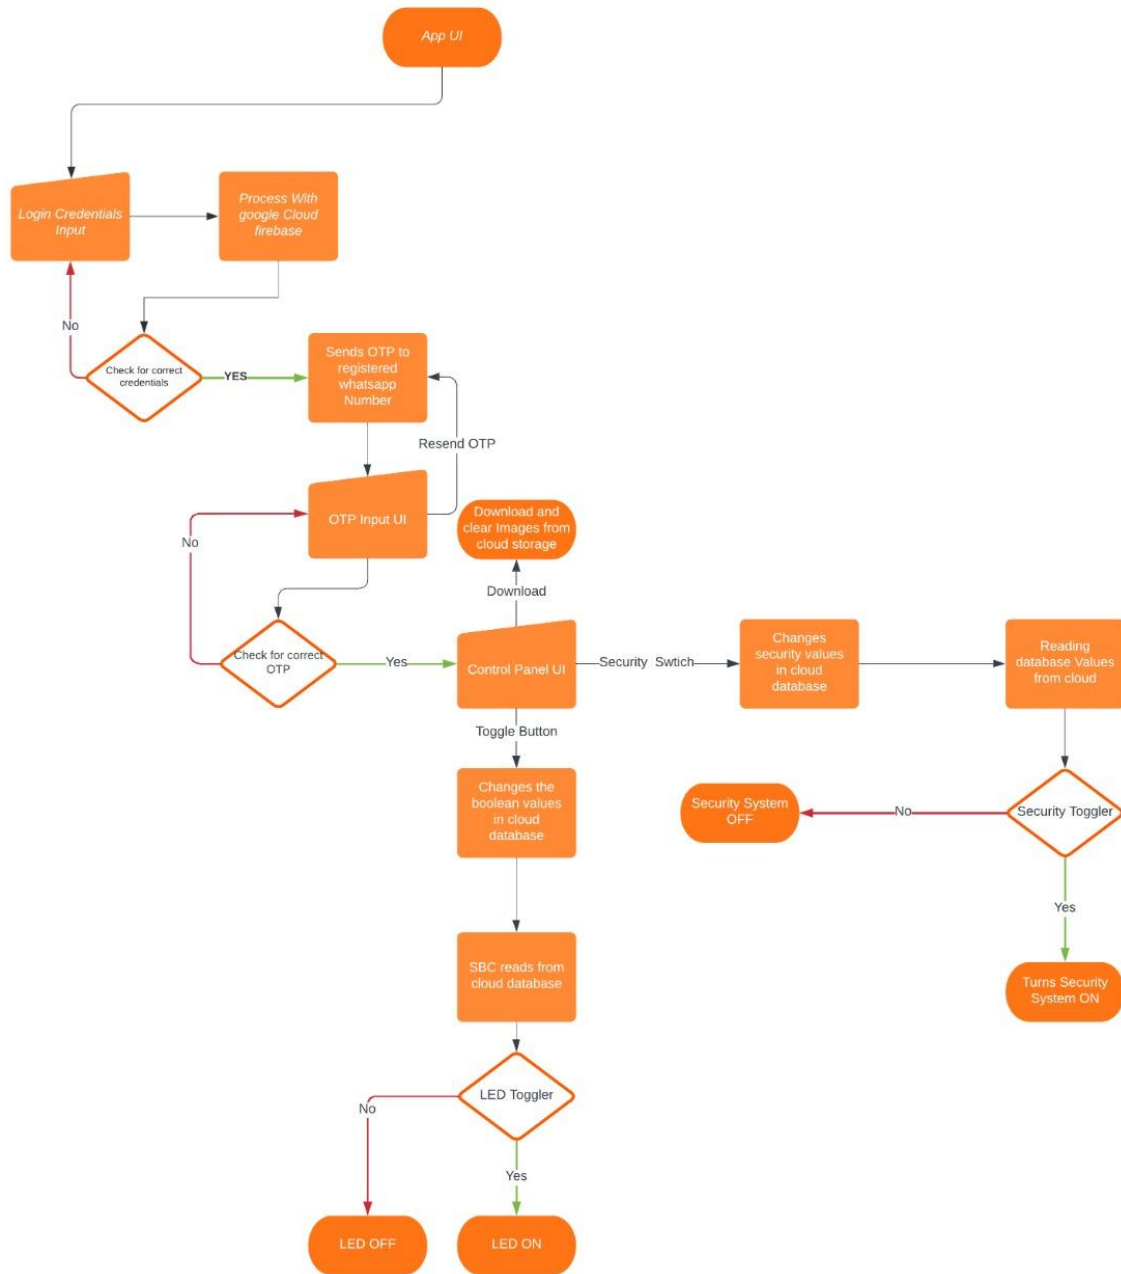 App UI
Login Credentials
Input
Process With
google Cloud
firebase
No
Check for correct
credentials
YES
Sends OTP to
registered
whatsapp
Number
Resend OTP
OTP Input UI
No
Download and
clear Images from
cloud storage
Download
Check for correct
OTP
Yes
Control Panel UI
Security Swtich
Changes
security values
in cloud
database
Reading
database Values
from cloud
Toggle Button
Changes the
boolean values
in cloud
database
Security System
OFF
No
Security Toggler
Yes
Turns Security
System ON
SBC reads from
cloud database
LED Toggler
No
Yes
LED OFF
LED ON